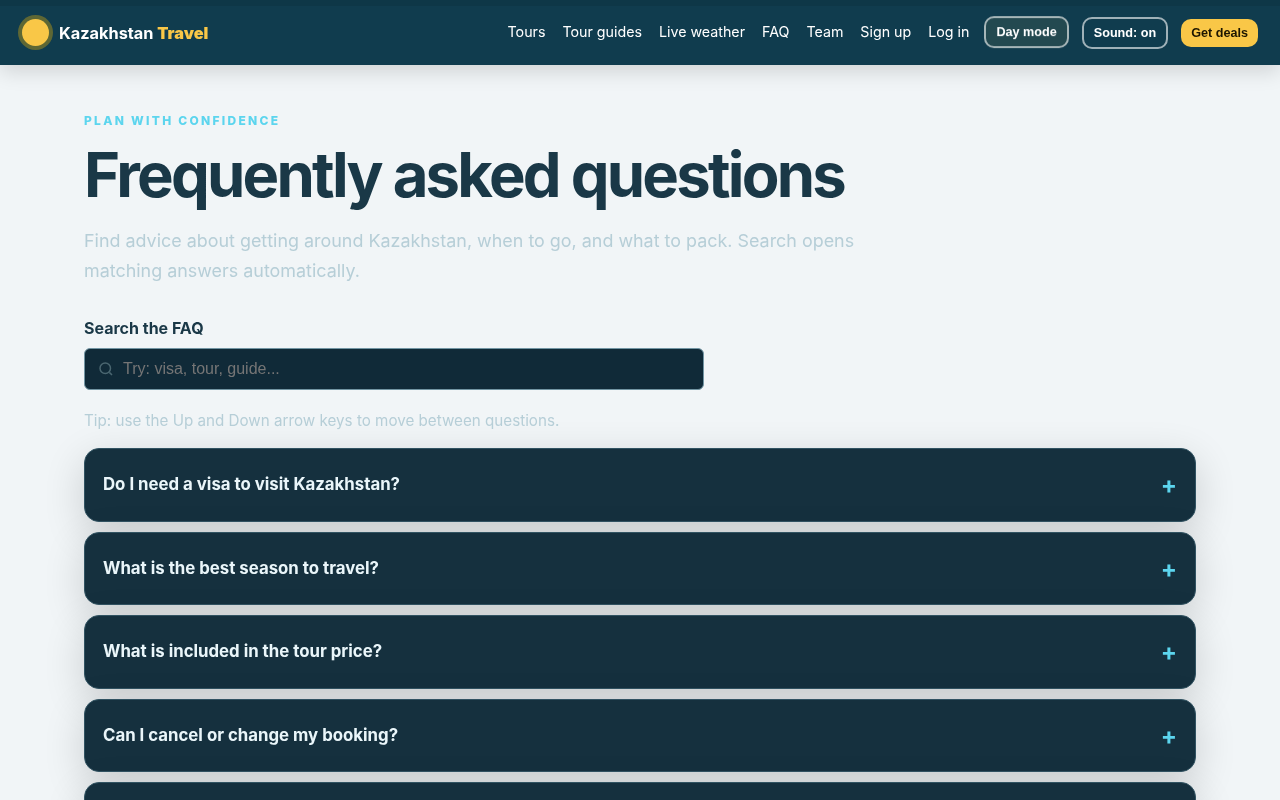 Kazakhstan Travel
Tours
Tour guides
Live weather
FAQ
Team
Sign up
Log in
Day mode
Sound: on
Get deals
PLAN WITH CONFIDENCE
Frequently asked questions
Find advice about getting around Kazakhstan, when to go, and what to pack. Search opens
matching answers automatically.
Search the FAQ
Try: visa, tour, guide...
Tip: use the Up and Down arrow keys to move between questions.
Do I need a visa to visit Kazakhstan?
+
What is the best season to travel?
+
What is included in the tour price?
+
Can I cancel or change my booking?
+